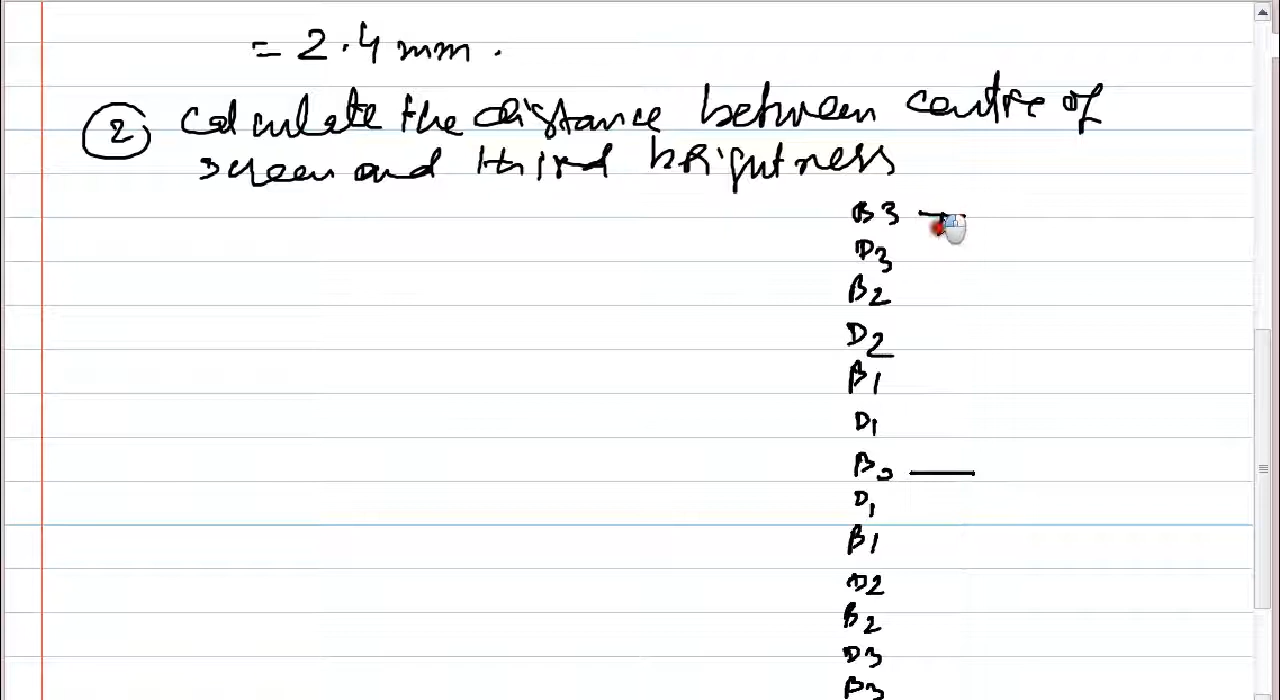 = 2.4 mm.
2 Calculate the distance between centre of
screen and third brightness
B3
D3
B2
D2
B1
D1
B0
D1
B1
D2
B2
D3
B3